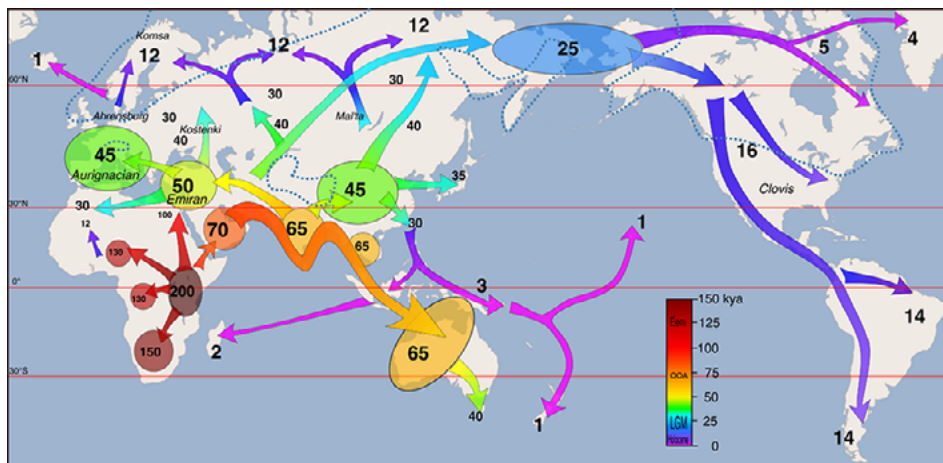 12
Komsa
12
12
1
25
5
4
60°N
30
30
Ahrensburg
30
Mal'ta
40
Kostenki
40
40
45
Aurignacian
16
50
Emiran
45
35
Clovis
30°N
30
100
70
65
30
1
12
130
65
0°
200
3
130
150 kya
Eem
125
100
75
OOA
50
LGM
25
Holocene
0
14
2
150
65
30°S
40
1
14